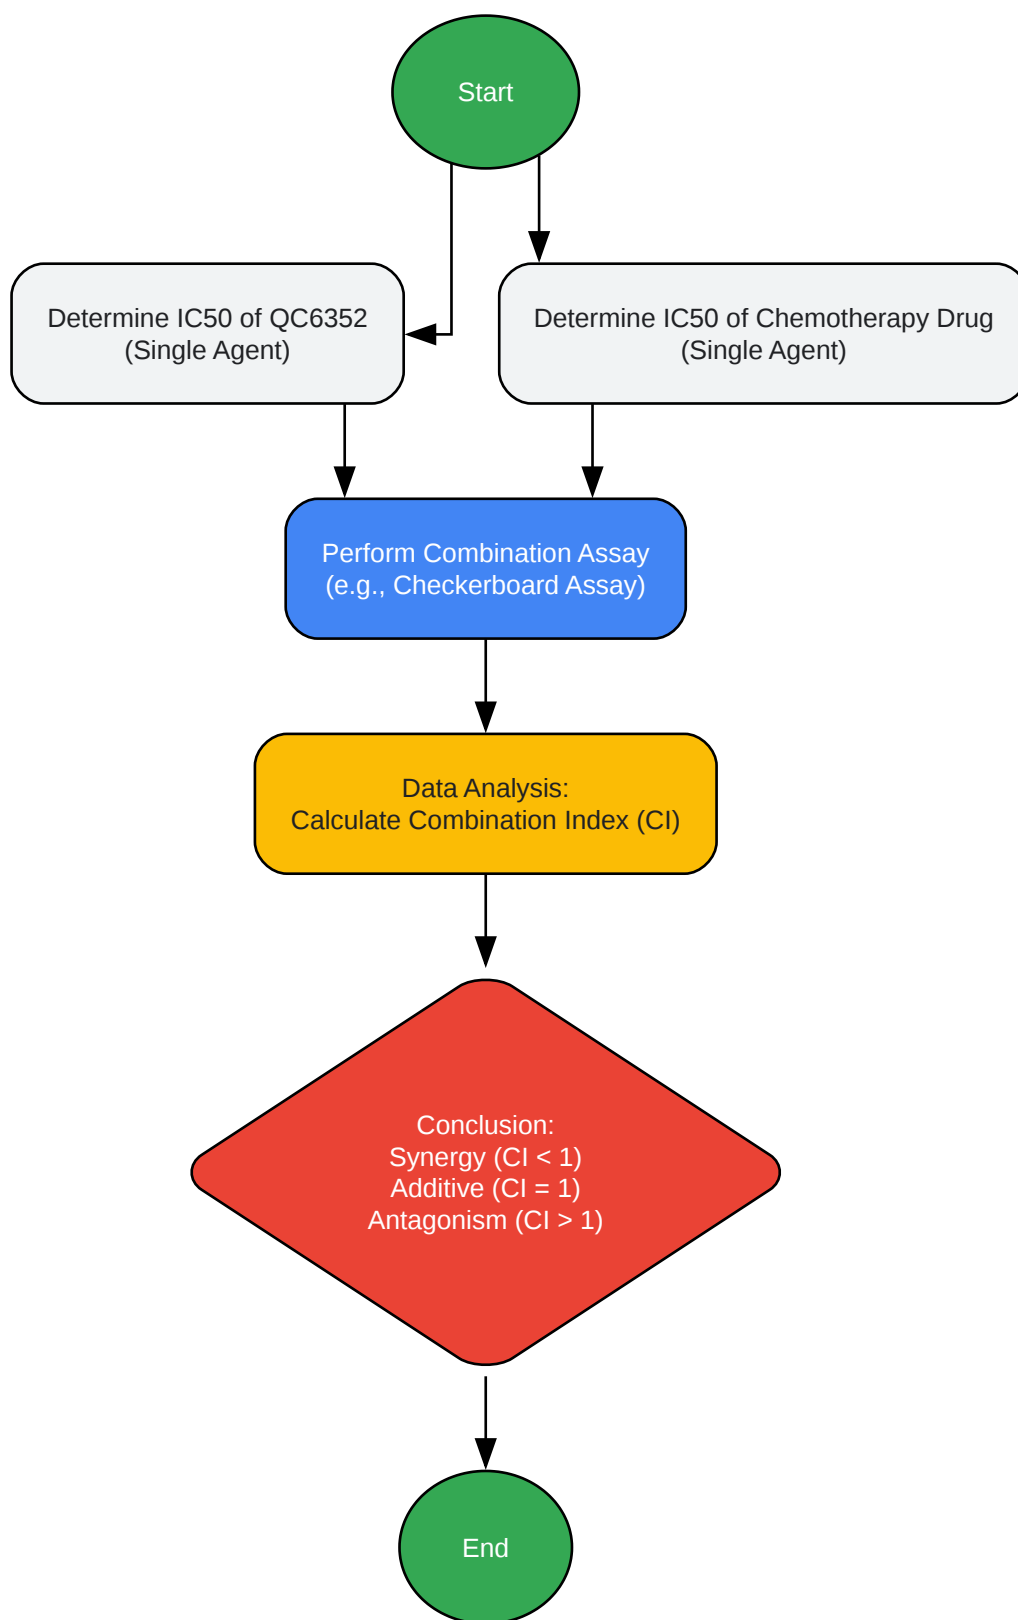 Start
Determine IC50 of QC6352
(Single Agent)
Determine IC50 of Chemotherapy Drug
(Single Agent)
Perform Combination Assay
(e.g., Checkerboard Assay)
Data Analysis:
Calculate Combination Index (CI)
Conclusion:
Synergy (CI < 1)
Additive (CI = 1)
Antagonism (CI > 1)
End